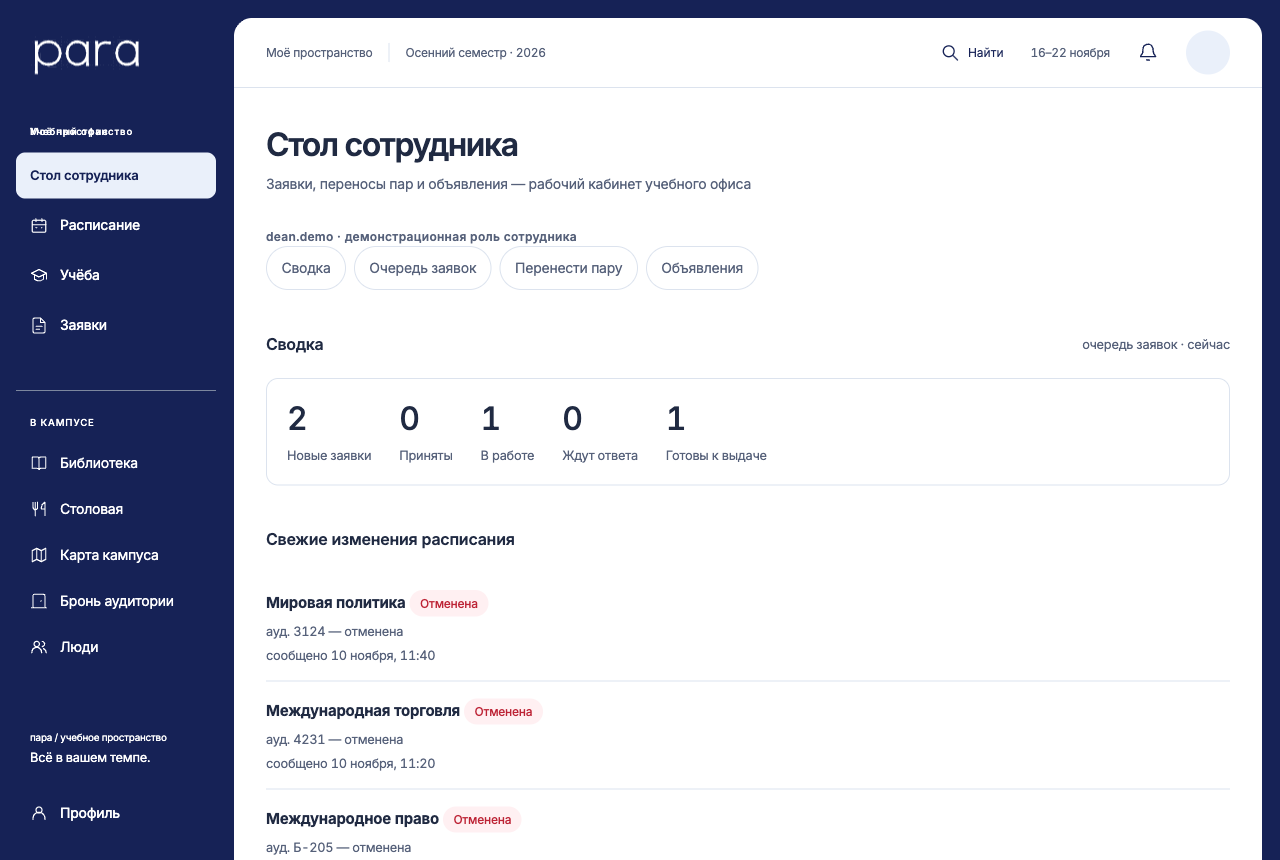 para
Стол сотрудника
Расписание
Учёба
Заявки
В КАМПУСЕ
Библиотека
Столовая
Карта кампуса
Бронь аудитории
Люди
пара / учебное пространство
Всё в вашем темпе.
Профиль
Моё пространство
Осенний семестр · 2026
Найти
16–22 ноября
Стол сотрудника
Заявки, переносы пар и объявления — рабочий кабинет учебного офиса
dean.demo · демонстрационная роль сотрудника
Сводка
Очередь заявок
Перенести пару
Объявления
Сводка
очередь заявок · сейчас
2
Новые заявки
0
Приняты
1
В работе
0
Ждут ответа
1
Готовы к выдаче
Свежие изменения расписания
Мировая политика Отменена
ауд. 3124 — отменена
сообщено 10 ноября, 11:40
Международная торговля Отменена
ауд. 4231 — отменена
сообщено 10 ноября, 11:20
Международное право Отменена
ауд. Б-205 — отменена